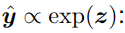 ŷ ∝ exp(z):